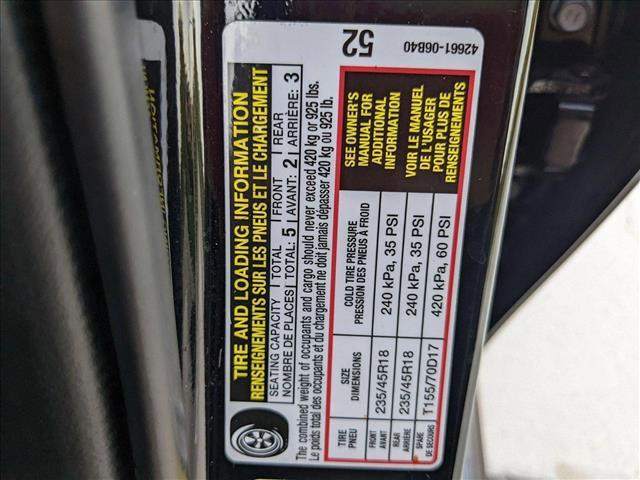 TIRE AND LOADING INFORMATION
RENSEIGNEMENTS SUR LES PNEUS ET LE CHARGEMENT
SEATING CAPACITY | TOTAL | FRONT | REAR
NOMBRE DE PLACES | TOTAL: 5 | AVANT: 2 | ARRIÈRE: 3
The combined weight of occupants and cargo should never exceed 420 kg or 925 lbs.
Le poids total des occupants et du chargement ne doit jamais dépasser 420 kg ou 925 lb.
TIRE
PNEU
SIZE
DIMENSIONS
COLD TIRE PRESSURE
PRESSION DES PNEUS À FROID
FRONT
AVANT
235/45R18
240 kPa, 35 PSI
REAR
ARRIÈRE
235/45R18
240 kPa, 35 PSI
SPARE
DE SECOURS
T155/70D17
420 kPa, 60 PSI
SEE OWNER'S
MANUAL FOR
ADDITIONAL
INFORMATION
VOIR LE MANUEL
DE L'USAGER
POUR PLUS DE
RENSEIGNEMENTS
52
42661-06B40